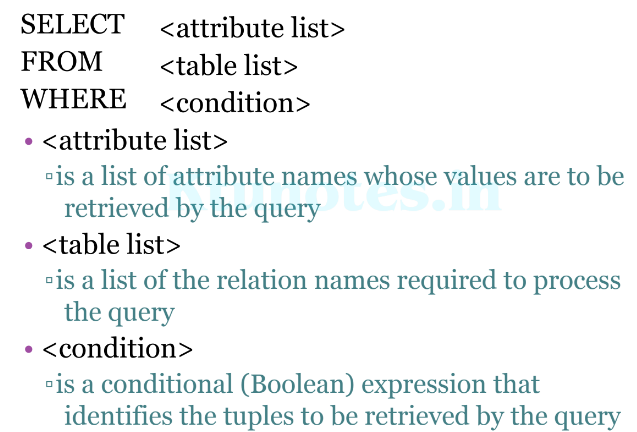 SELECT <attribute list>
FROM <table list>
WHERE <condition>
• <attribute list>
▫is a list of attribute names whose values are to be
retrieved by the query
• <table list>
▫is a list of the relation names required to process
the query
• <condition>
▫is a conditional (Boolean) expression that
identifies the tuples to be retrieved by the query
Ktunotes.in